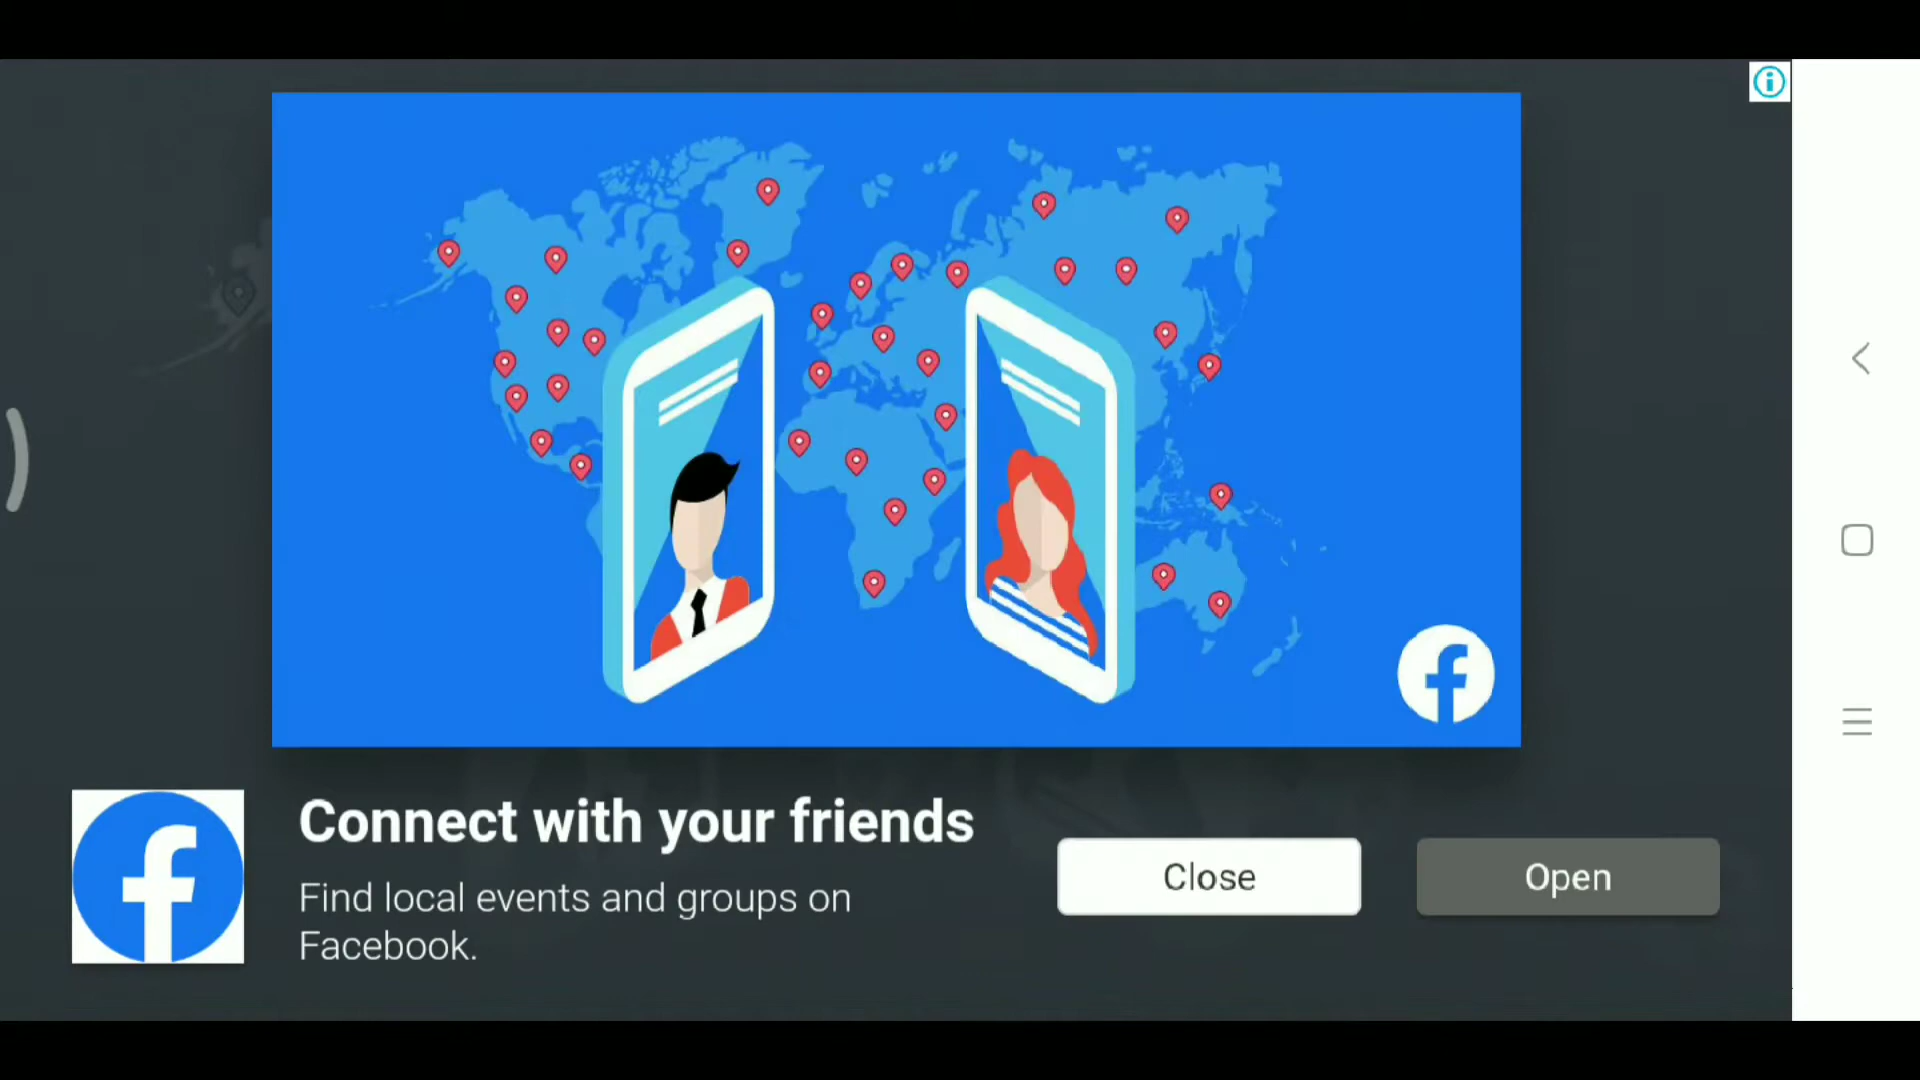 Connect with your friends
Find local events and groups on
Facebook.
Close
Open